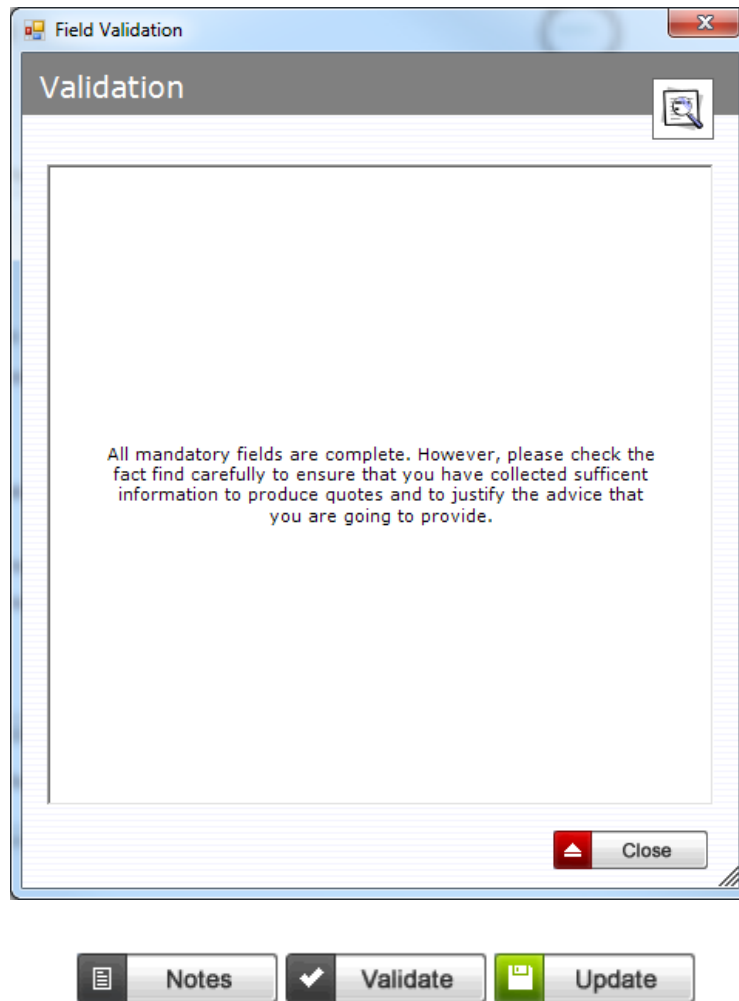 Field Validation
Validation
All mandatory fields are complete. However, please check the
fact find carefully to ensure that you have collected sufficent
information to produce quotes and to justify the advice that
you are going to provide.
Close
Notes
Validate
Update